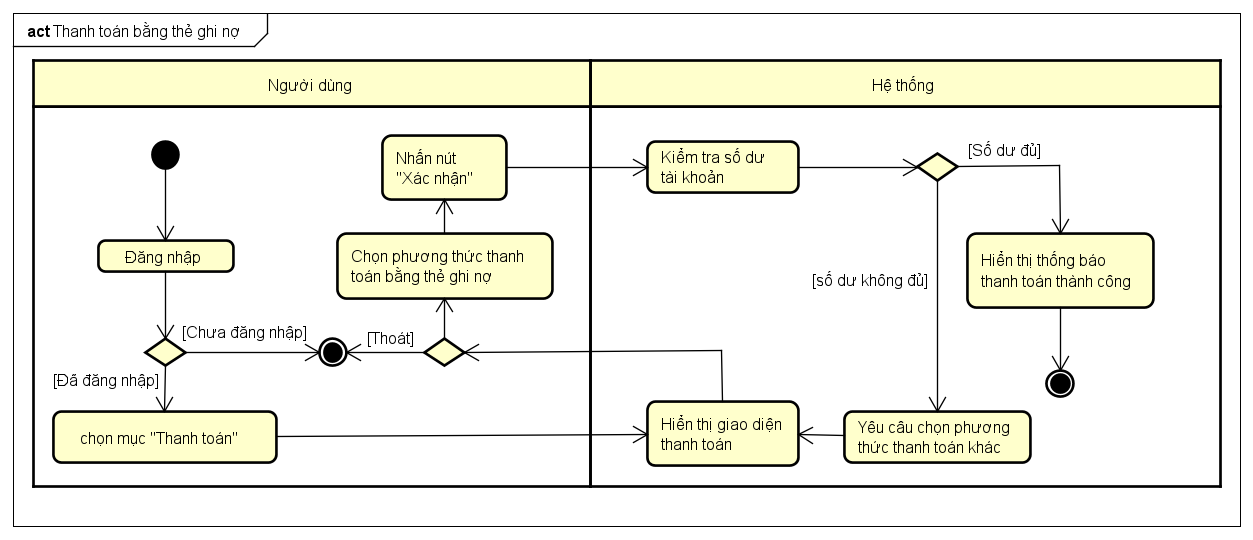 act Thanh toán bằng thẻ ghi nợ
Người dùng
Hệ thống
Nhấn nút
"Xác nhận"
Kiểm tra số dư
tài khoản
[Số dư đủ]
Đăng nhập
Chọn phương thức thanh
toán bằng thẻ ghi nợ
[số dư không đủ]
Hiển thị thống báo
thanh toán thành công
[Chưa đăng nhập]
[Thoát]
[Đã đăng nhập]
chọn mục "Thanh toán"
Hiển thị giao diện
thanh toán
Yêu câu chọn phương
thức thanh toán khác